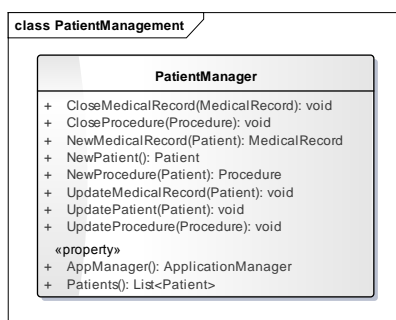 class PatientManagement
PatientManager
+ CloseMedicalRecord(MedicalRecord): void
+ CloseProcedure(Procedure): void
+ NewMedicalRecord(Patient): MedicalRecord
+ NewPatient(): Patient
+ NewProcedure(Patient): Procedure
+ UpdateMedicalRecord(Patient): void
+ UpdatePatient(Patient): void
+ UpdateProcedure(Procedure): void
«property»
+ AppManager(): ApplicationManager
+ Patients(): List<Patient>